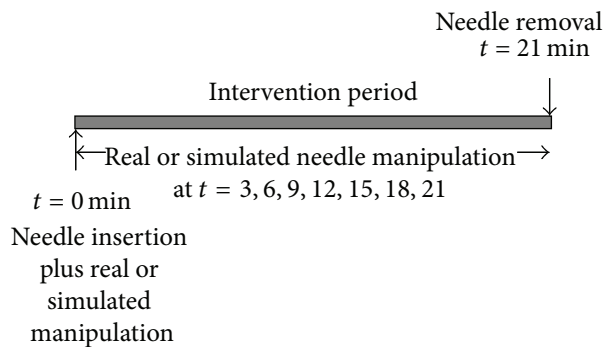 Needle removal
t = 21 min
Intervention period
Real or simulated needle manipulation
at t = 3, 6, 9, 12, 15, 18, 21
t = 0 min
Needle insertion
plus real or
simulated
manipulation